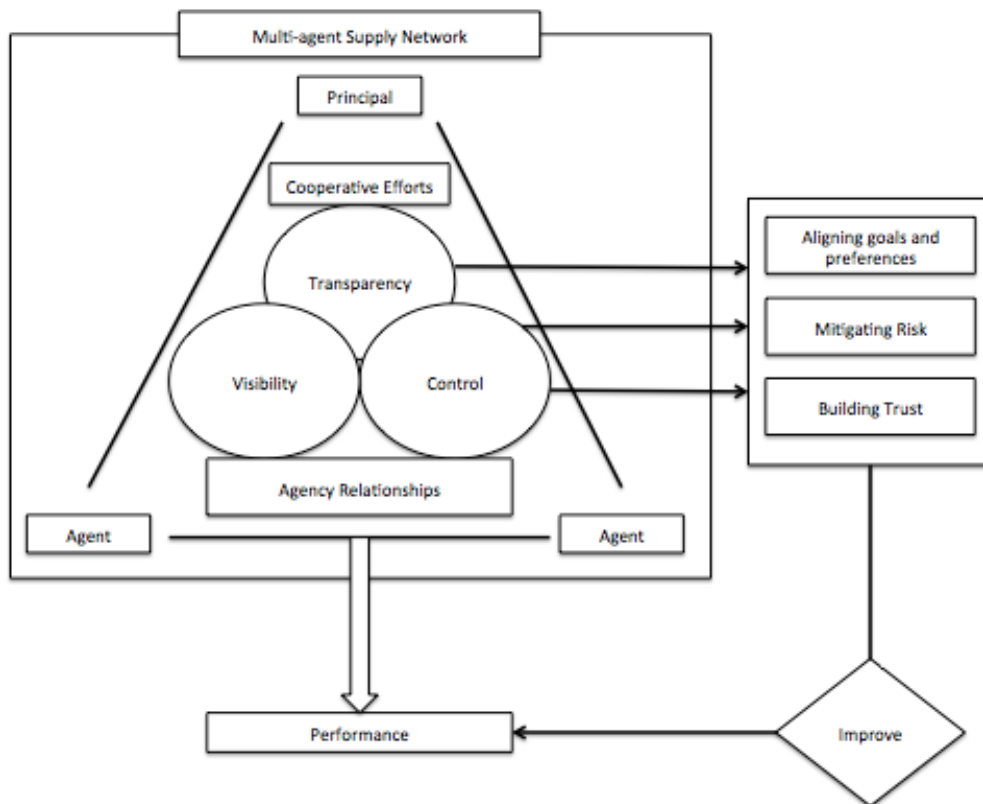 Multi-agent Supply Network
Principal
Cooperative Efforts
Transparency
Aligning goals and
preferences
Mitigating Risk
Visibility
Control
Building Trust
Agency Relationships
Agent
Agent
Performance
Improve